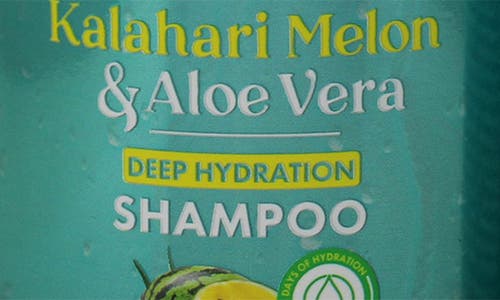 Kalahari Melon
& Aloe Vera
DEEP HYDRATION
SHAMPOO
DAYS OF HYDRATION